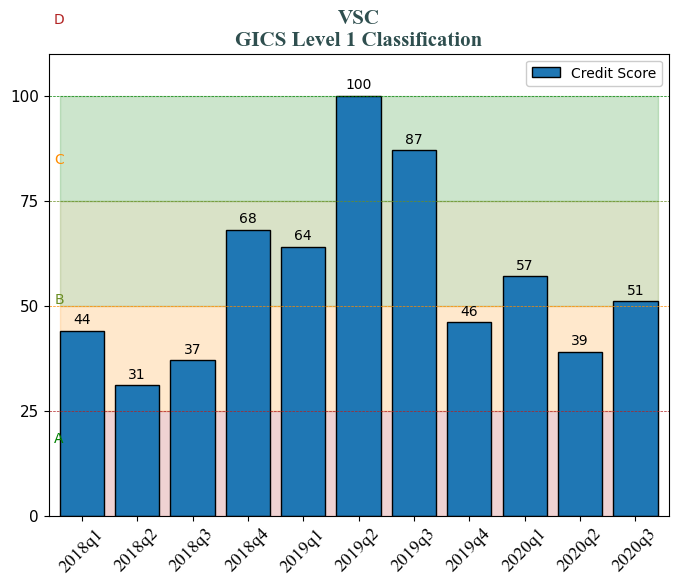 D
VSC
GICS Level 1 Classification
Credit Score
100
100
87
C
75
68
64
57
B
50
51
46
44
39
37
31
25
A
0
2018q1
2018q2
2018q3
2018q4
2019q1
2019q2
2019q3
2019q4
2020q1
2020q2
2020q3